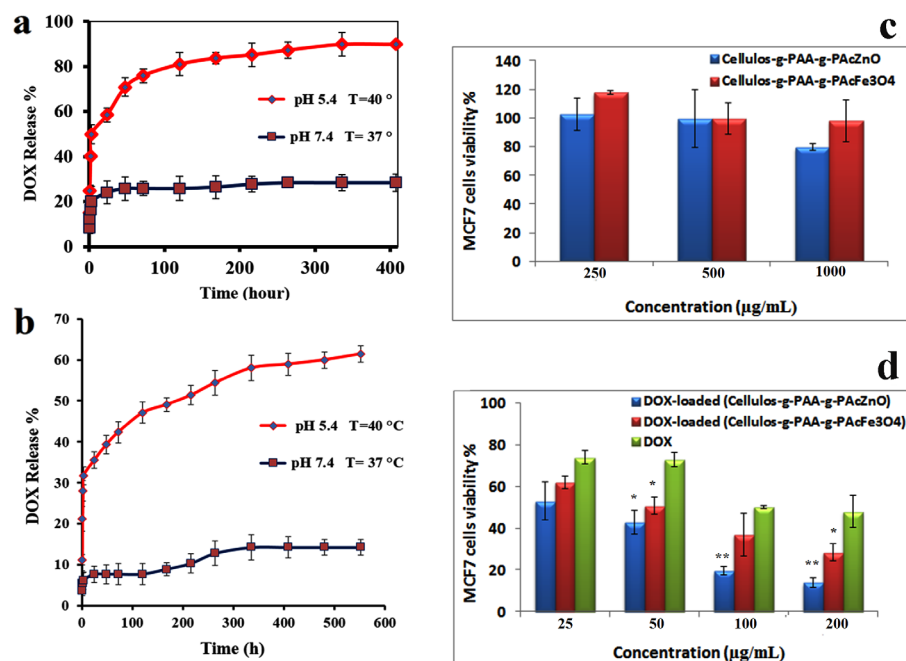 a
100
80
60
40
20
0
DOX Release %
pH 5.4 T=40 °
pH 7.4 T= 37 °
0 100 200 300 400
Time (hour)
b
70
60
50
40
30
20
10
0
DOX Release %
pH 5.4 T=40 °C
pH 7.4 T= 37 °C
0 100 200 300 400 500 600
Time (h)
c
140
120
100
80
60
40
20
0
MCF7 cells viability %
Cellulos-g-PAA-g-PAcZnO
Cellulos-g-PAA-g-PAcFe3O4
250 500 1000
Concentration (µg/mL)
d
100
80
60
40
20
0
MCF7 cells viability %
DOX-loaded (Cellulos-g-PAA-g-PAcZnO)
DOX-loaded (Cellulos-g-PAA-g-PAcFe3O4)
DOX
* *
**
** *
25 50 100 200
Concentration (µg/mL)